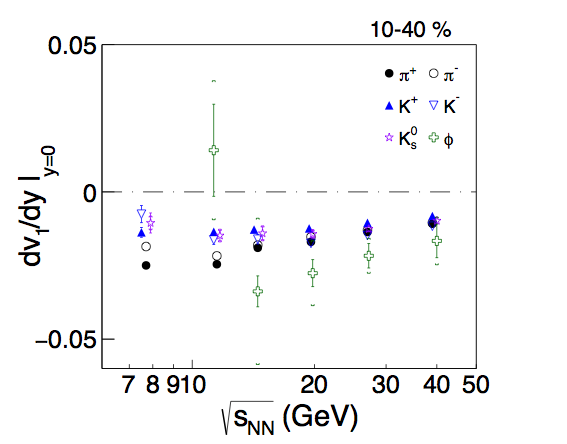 10-40 %
0.05
π⁺ π⁻
K⁺ K⁻
K⁰ₛ ϕ
0
−0.05
dv₁/dy |y=0
7 8 9 10 20 30 40 50
√sNN (GeV)